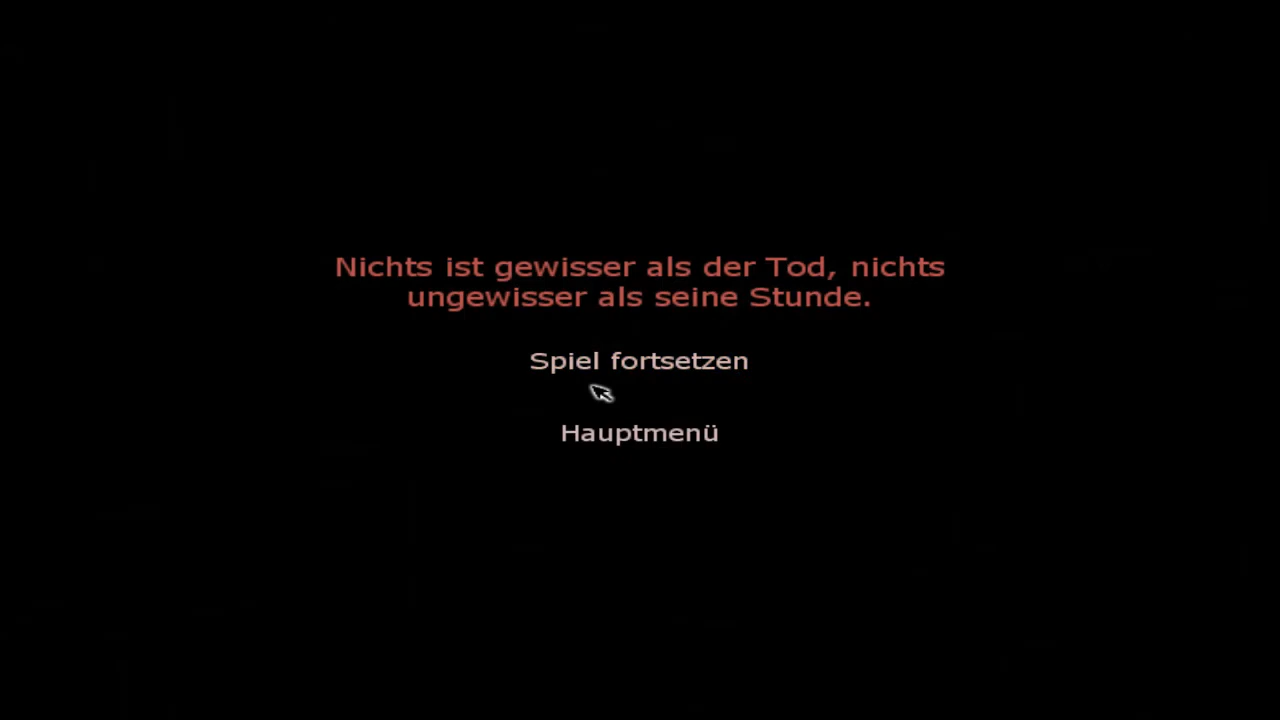 Nichts ist gewisser als der Tod, nichts
ungewisser als seine Stunde.
Spiel fortsetzen
Hauptmenü